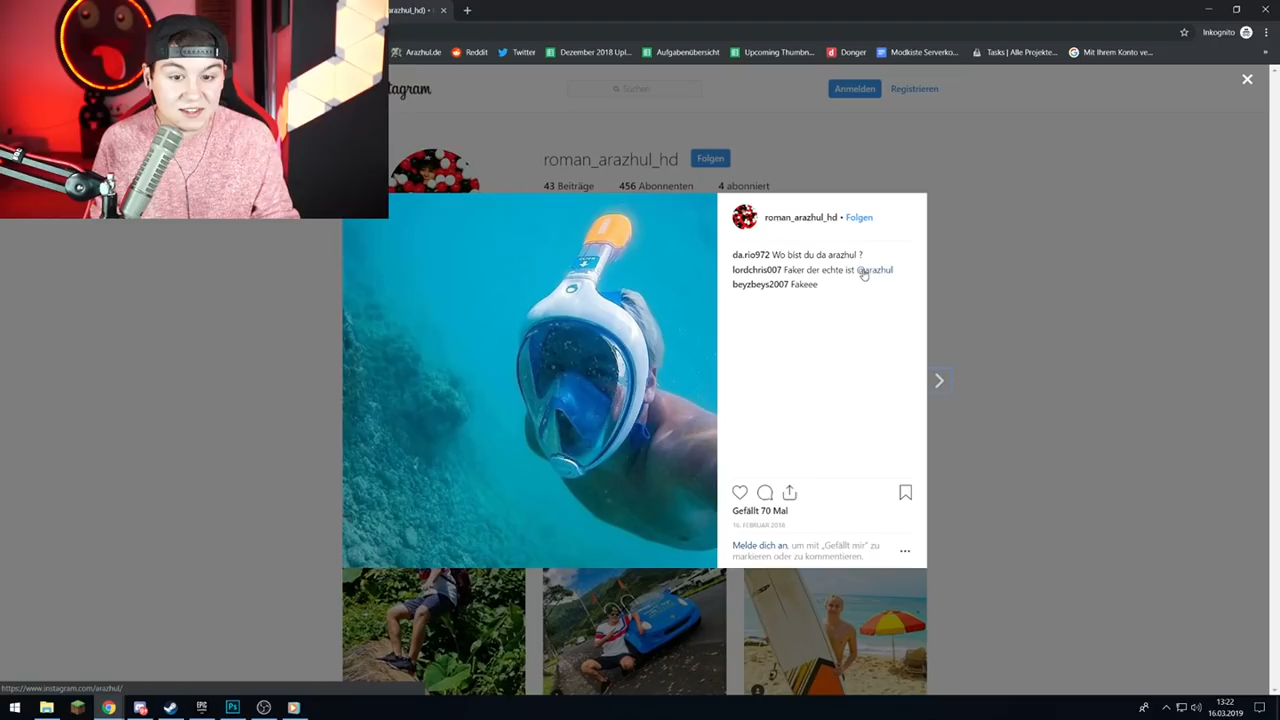 arazhul_hd) •
Arazhul.de
Reddit
Twitter
Dezember 2018 Usl...
Aufgabenübersicht
Upcoming Thumbn...
Donger
Modkiste Serverko...
Tasks | Alle Projekte...
Mit Ihrem Konto ve...
Inkognito
stagram
Suchen
Anmelden
Registrieren
roman_arazhul_hd
Folgen
43 Beiträge
456 Abonnenten
4 abonniert
roman_arazhul_hd • Folgen
da.rio972 Wo bist du da arazhul ?
lordchris007 Faker der echte ist @arazhul
beyzbeys2007 Fakeee
Gefällt 70 Mal
16. FEBRUAR 2018
Melde dich an, um mit „Gefällt mir" zu
markieren oder zu kommentieren.
https://www.instagram.com/arazhul/
13:22
16.03.2019